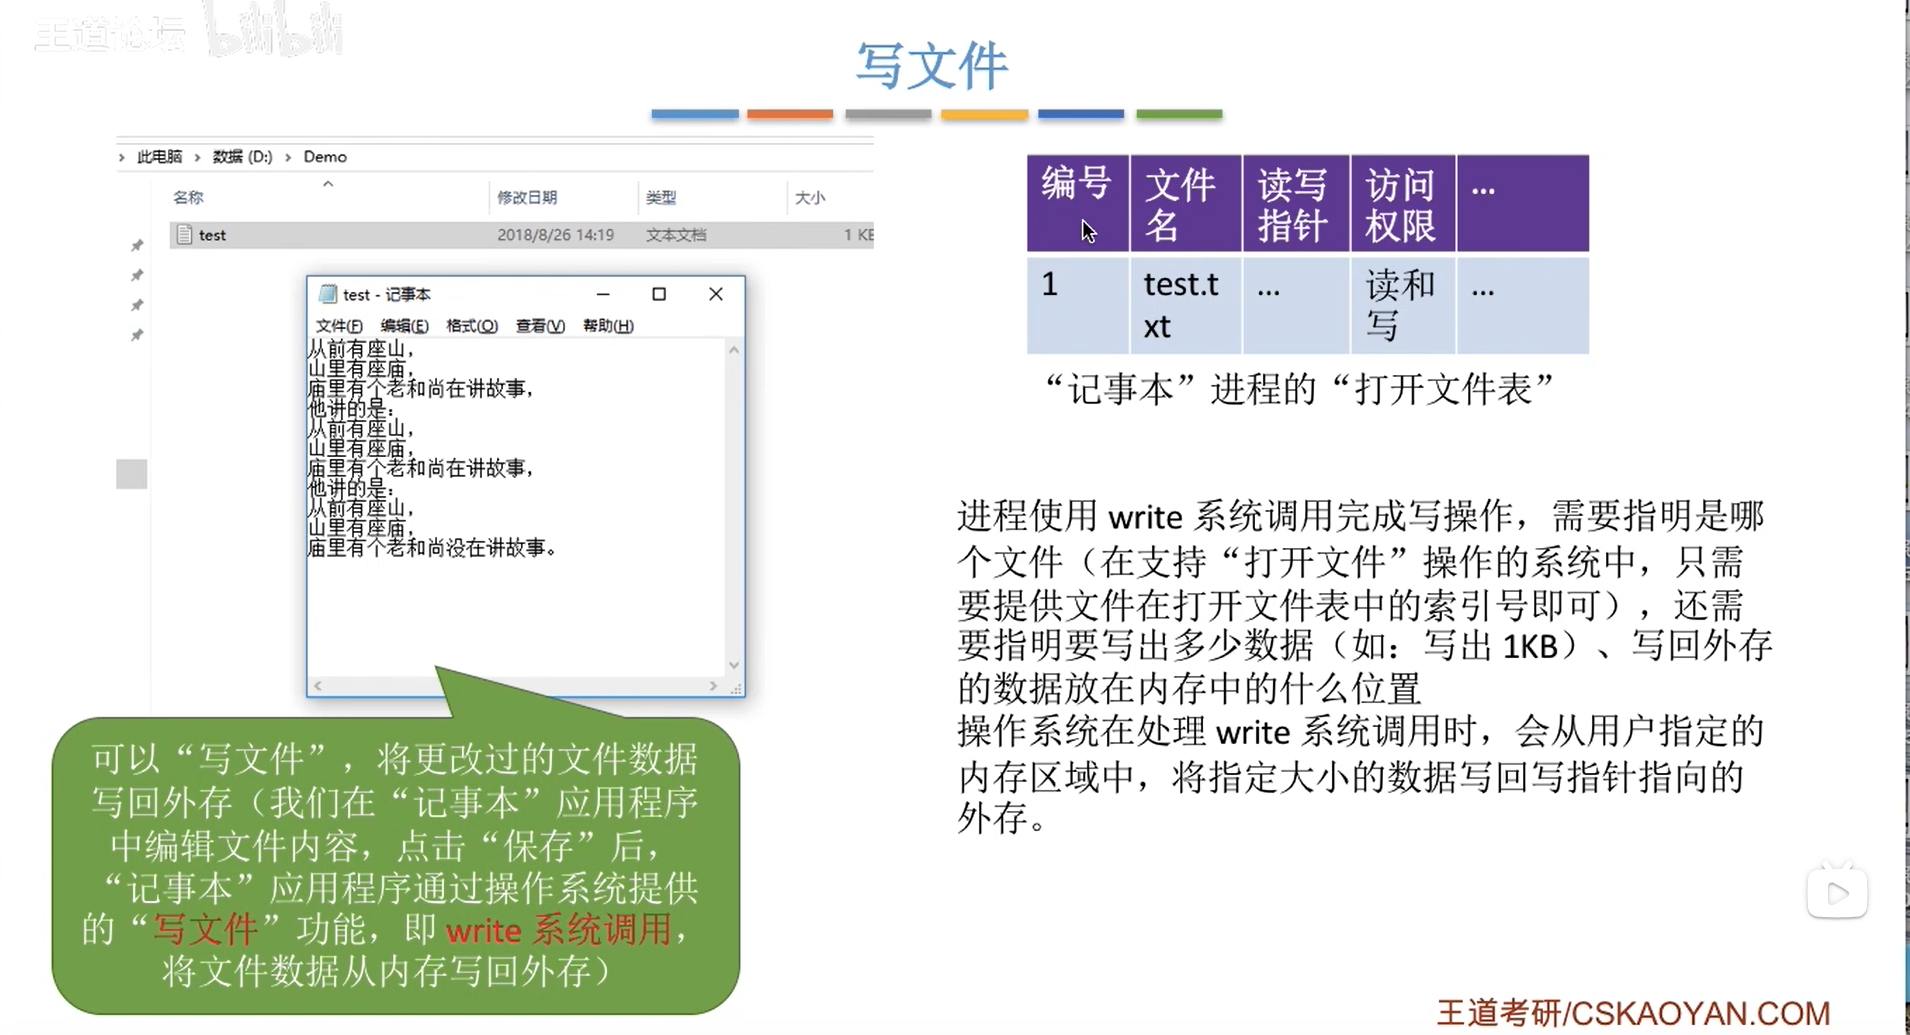 王道论坛 bilibili
写文件
此电脑 > 数据 (D:) > Demo
名称 修改日期 类型 大小
test 2018/8/26 14:19 文本文档 1 KE
test - 记事本
文件(F) 编辑(E) 格式(O) 查看(V) 帮助(H)
从前有座山，
山里有座庙，
庙里有个老和尚在讲故事，
他讲的是：
从前有座山，
山里有座庙，
庙里有个老和尚在讲故事，
他讲的是：
从前有座山，
山里有座庙，
庙里有个老和尚没在讲故事。
可以“写文件”，将更改过的文件数据
写回外存（我们在“记事本”应用程序
中编辑文件内容，点击“保存”后，
“记事本”应用程序通过操作系统提供
的“写文件”功能，即 write 系统调用，
将文件数据从内存写回外存）
编号 文件名 读写指针 访问权限 ...
1 test.txt ... 读和写 ...
“记事本”进程的“打开文件表”
进程使用 write 系统调用完成写操作，需要指明是哪
个文件（在支持“打开文件”操作的系统中，只需
要提供文件在打开文件表中的索引号即可），还需
要指明要写出多少数据（如：写出 1KB）、写回外存
的数据放在内存中的什么位置
操作系统在处理 write 系统调用时，会从用户指定的
内存区域中，将指定大小的数据写回写指针指向的
外存。
王道考研/CSKAOYAN.COM